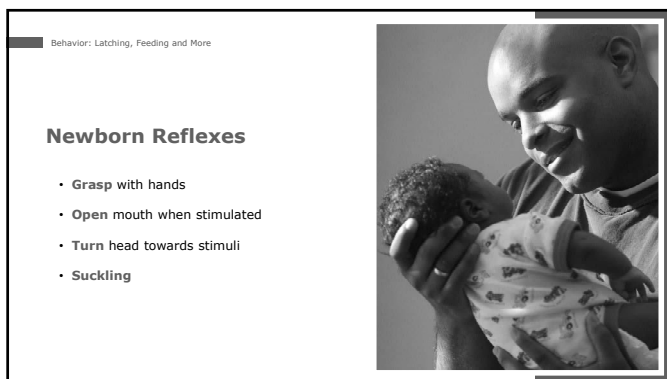 Behavior: Latching, Feeding and More
Newborn Reflexes
• Grasp with hands
• Open mouth when stimulated
• Turn head towards stimuli
• Suckling